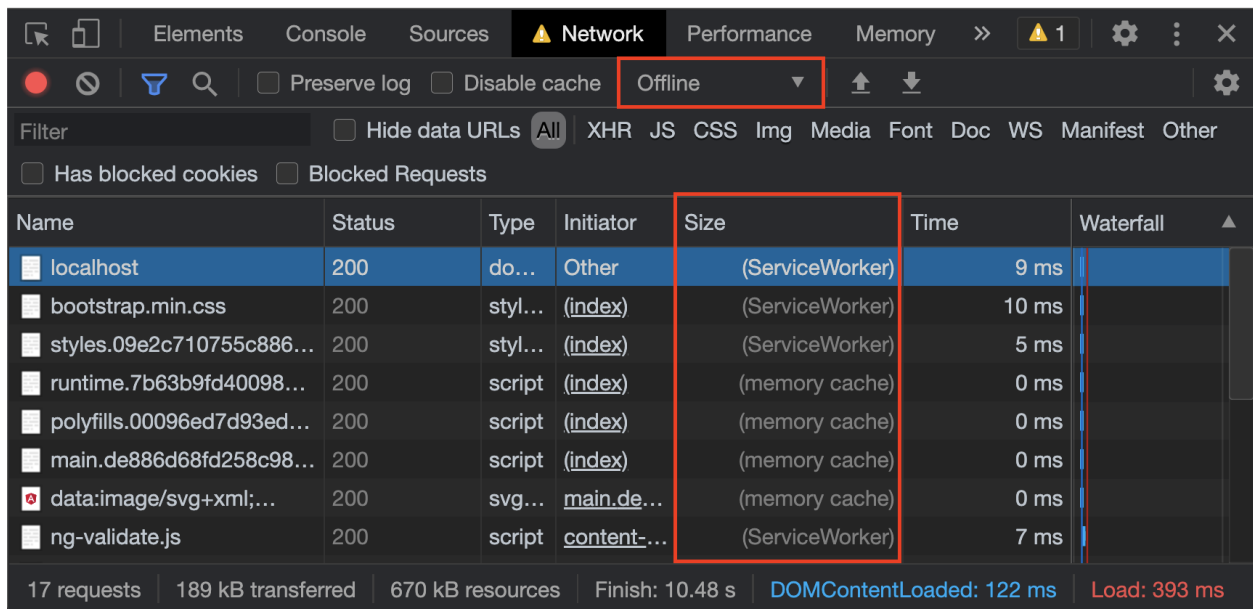 Elements Console Sources Network Performance Memory » 1
Preserve log Disable cache Offline
Filter Hide data URLs All XHR JS CSS Img Media Font Doc WS Manifest Other
Has blocked cookies Blocked Requests
Name Status Type Initiator Size Time Waterfall
localhost 200 do... Other (ServiceWorker) 9 ms
bootstrap.min.css 200 styl... (index) (ServiceWorker) 10 ms
styles.09e2c710755c886... 200 styl... (index) (ServiceWorker) 5 ms
runtime.7b63b9fd40098... 200 script (index) (memory cache) 0 ms
polyfills.00096ed7d93ed... 200 script (index) (memory cache) 0 ms
main.de886d68fd258c98... 200 script (index) (memory cache) 0 ms
data:image/svg+xml;... 200 svg... main.de... (memory cache) 0 ms
ng-validate.js 200 script content-... (ServiceWorker) 7 ms
17 requests 189 kB transferred 670 kB resources Finish: 10.48 s DOMContentLoaded: 122 ms Load: 393 ms